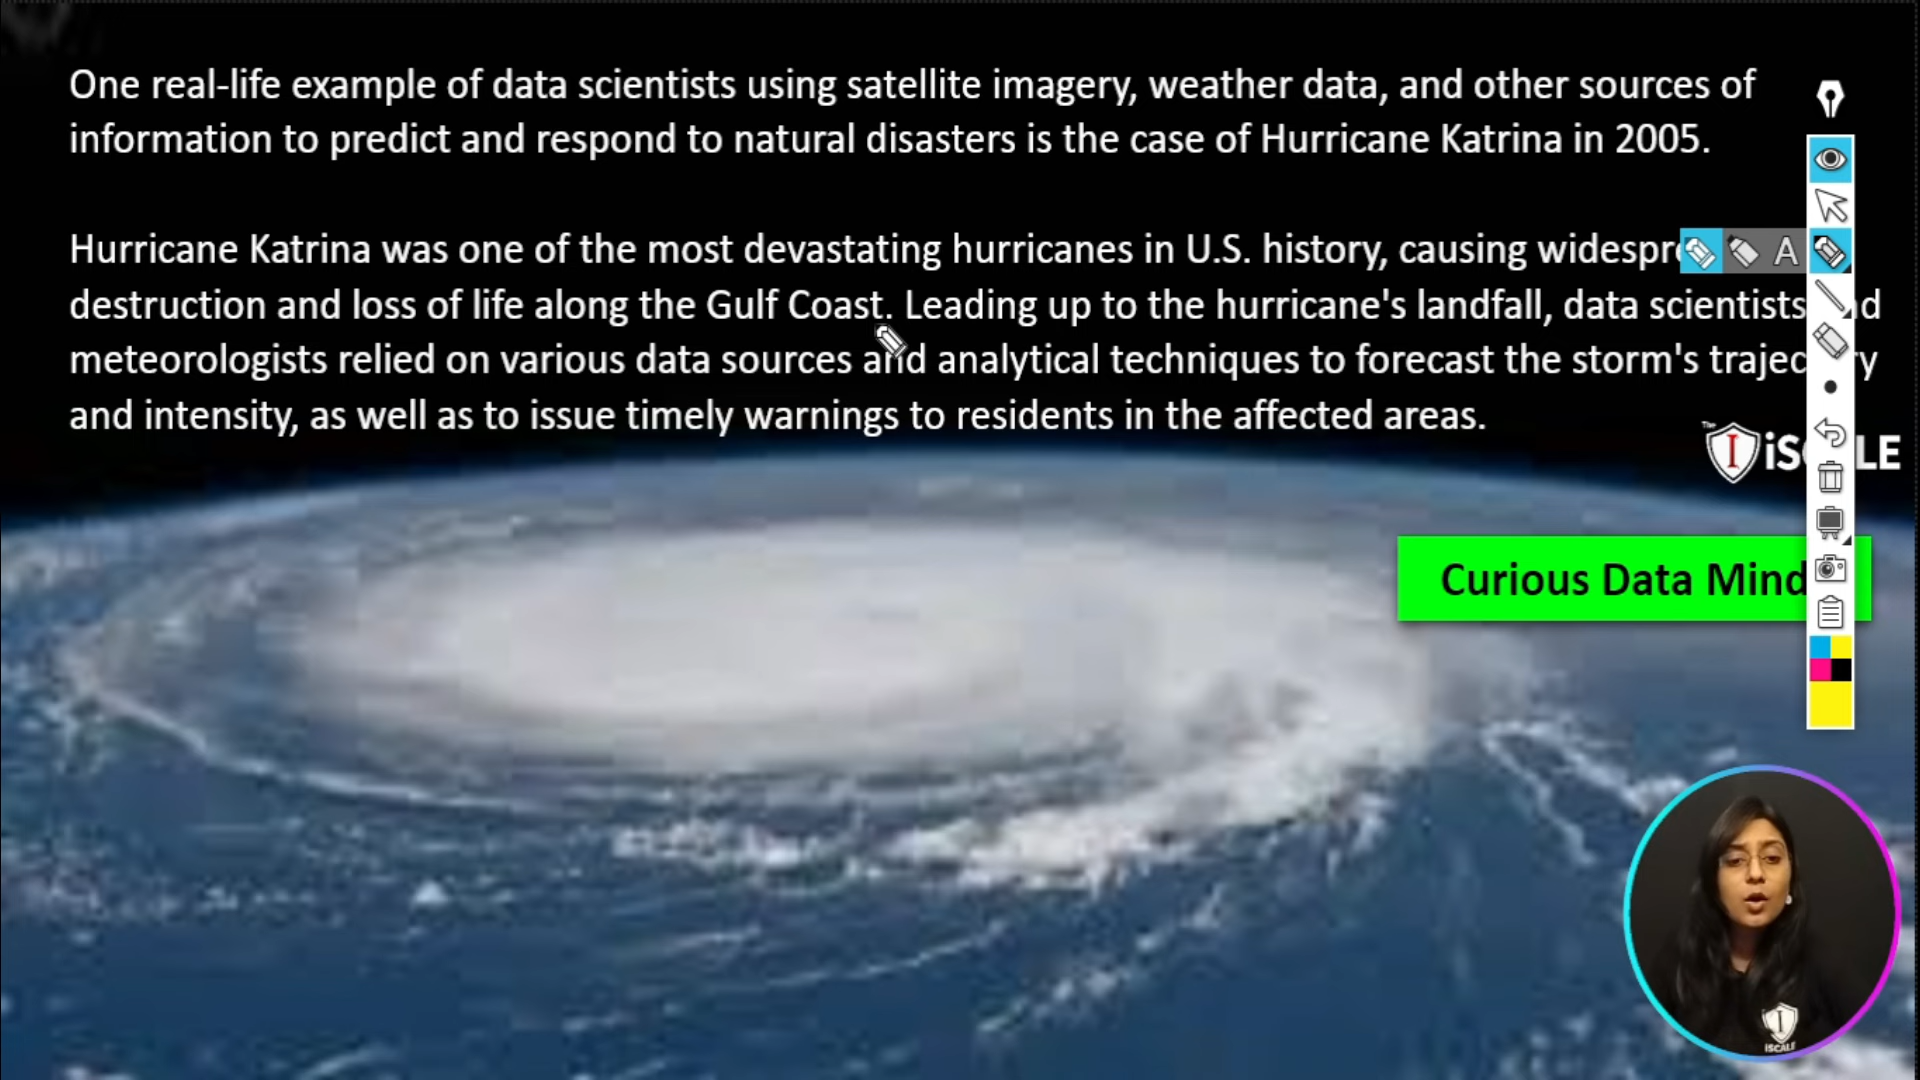 One real-life example of data scientists using satellite imagery, weather data, and other sources of
information to predict and respond to natural disasters is the case of Hurricane Katrina in 2005.
Hurricane Katrina was one of the most devastating hurricanes in U.S. history, causing
destruction and loss of life along the Gulf Coast. Leading up to the hurricane's landfall, data scientists
meteorologists relied on various data sources and analytical techniques to forecast the storm's
and intensity, as well as to issue timely warnings to residents in the affected areas.
A
The
I
Curious Data Mind
I
iSCALE